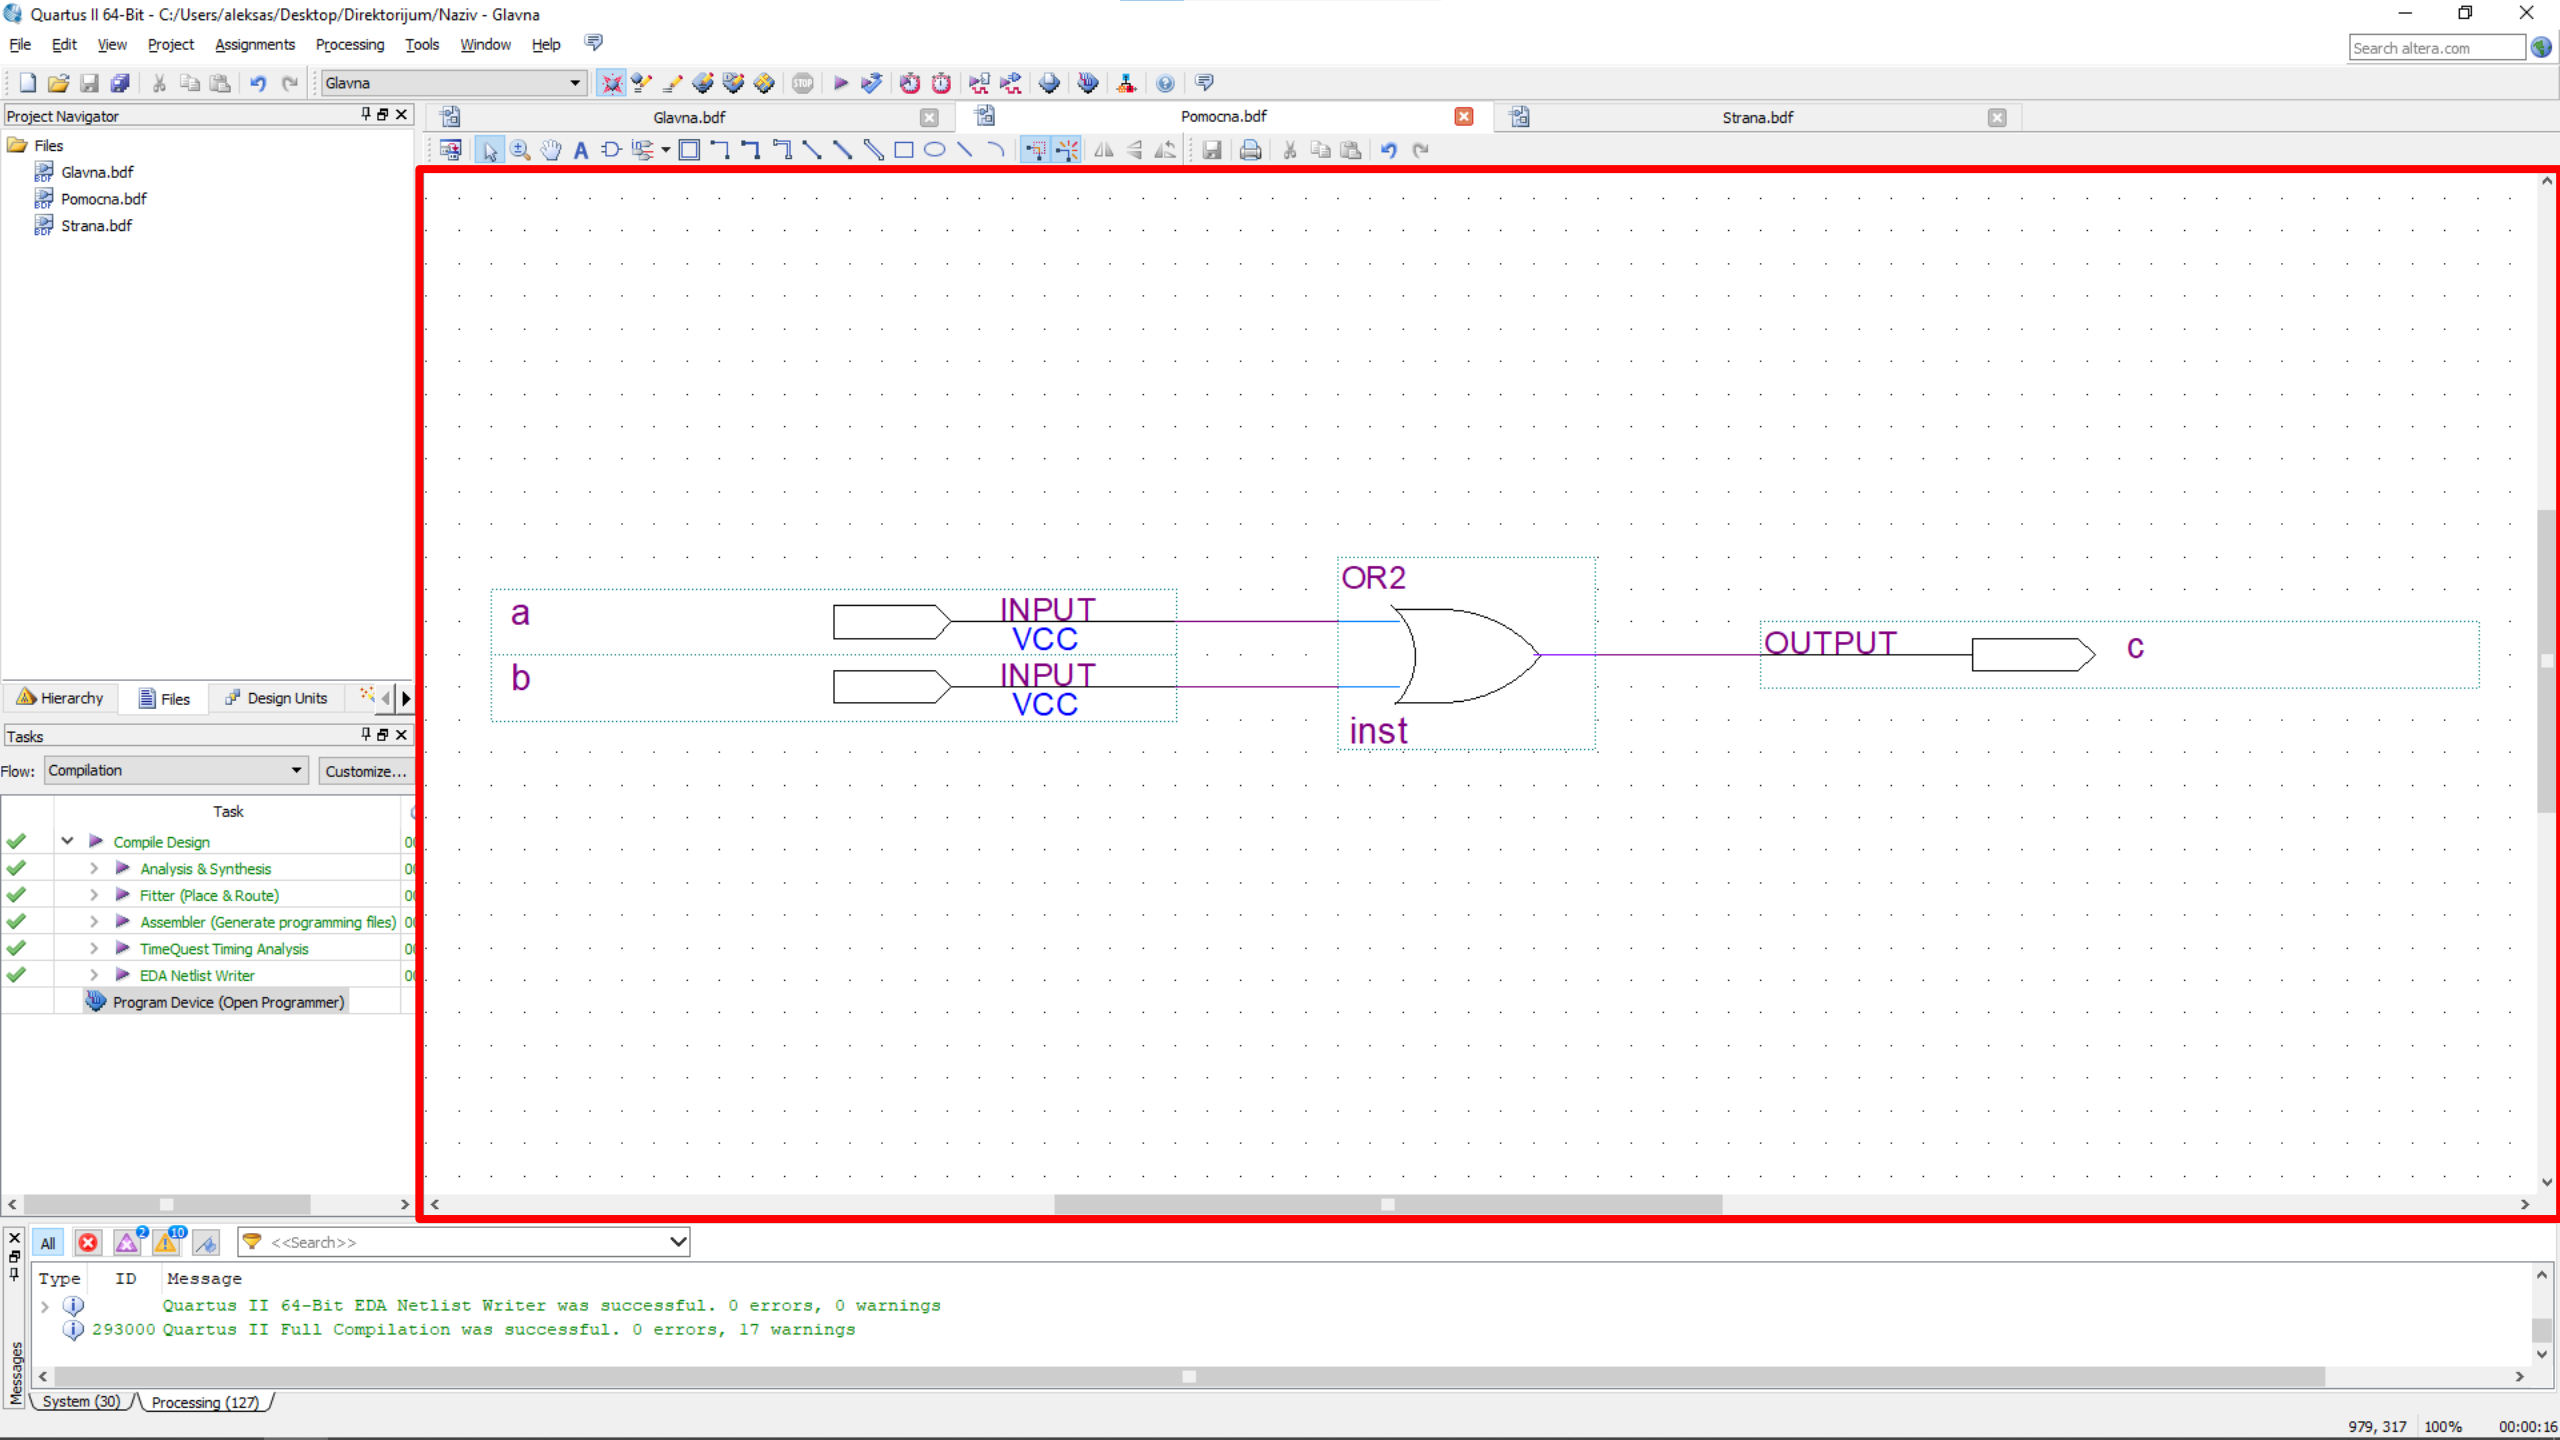 Quartus II 64-Bit - C:/Users/aleksas/Desktop/Direktorijum/Naziv - Glavna
File Edit View Project Assignments Processing Tools Window Help
Search altera.com
Glavna
STOP
Project Navigator
Glavna.bdf
Pomocna.bdf
Strana.bdf
A
Files
BDF Glavna.bdf
BDF Pomocna.bdf
BDF Strana.bdf
OR2
a INPUT
VCC
b INPUT
VCC
inst
OUTPUT c
Hierarchy Files Design Units
Tasks
Flow: Compilation Customize...
Task
Compile Design
Analysis & Synthesis
Fitter (Place & Route)
Assembler (Generate programming files)
TimeQuest Timing Analysis
EDA Netlist Writer
Program Device (Open Programmer)
All 2 10 <<Search>>
Type ID Message
Quartus II 64-Bit EDA Netlist Writer was successful. 0 errors, 0 warnings
293000 Quartus II Full Compilation was successful. 0 errors, 17 warnings
Messages
System (30) Processing (127)
979, 317 100% 00:00:16